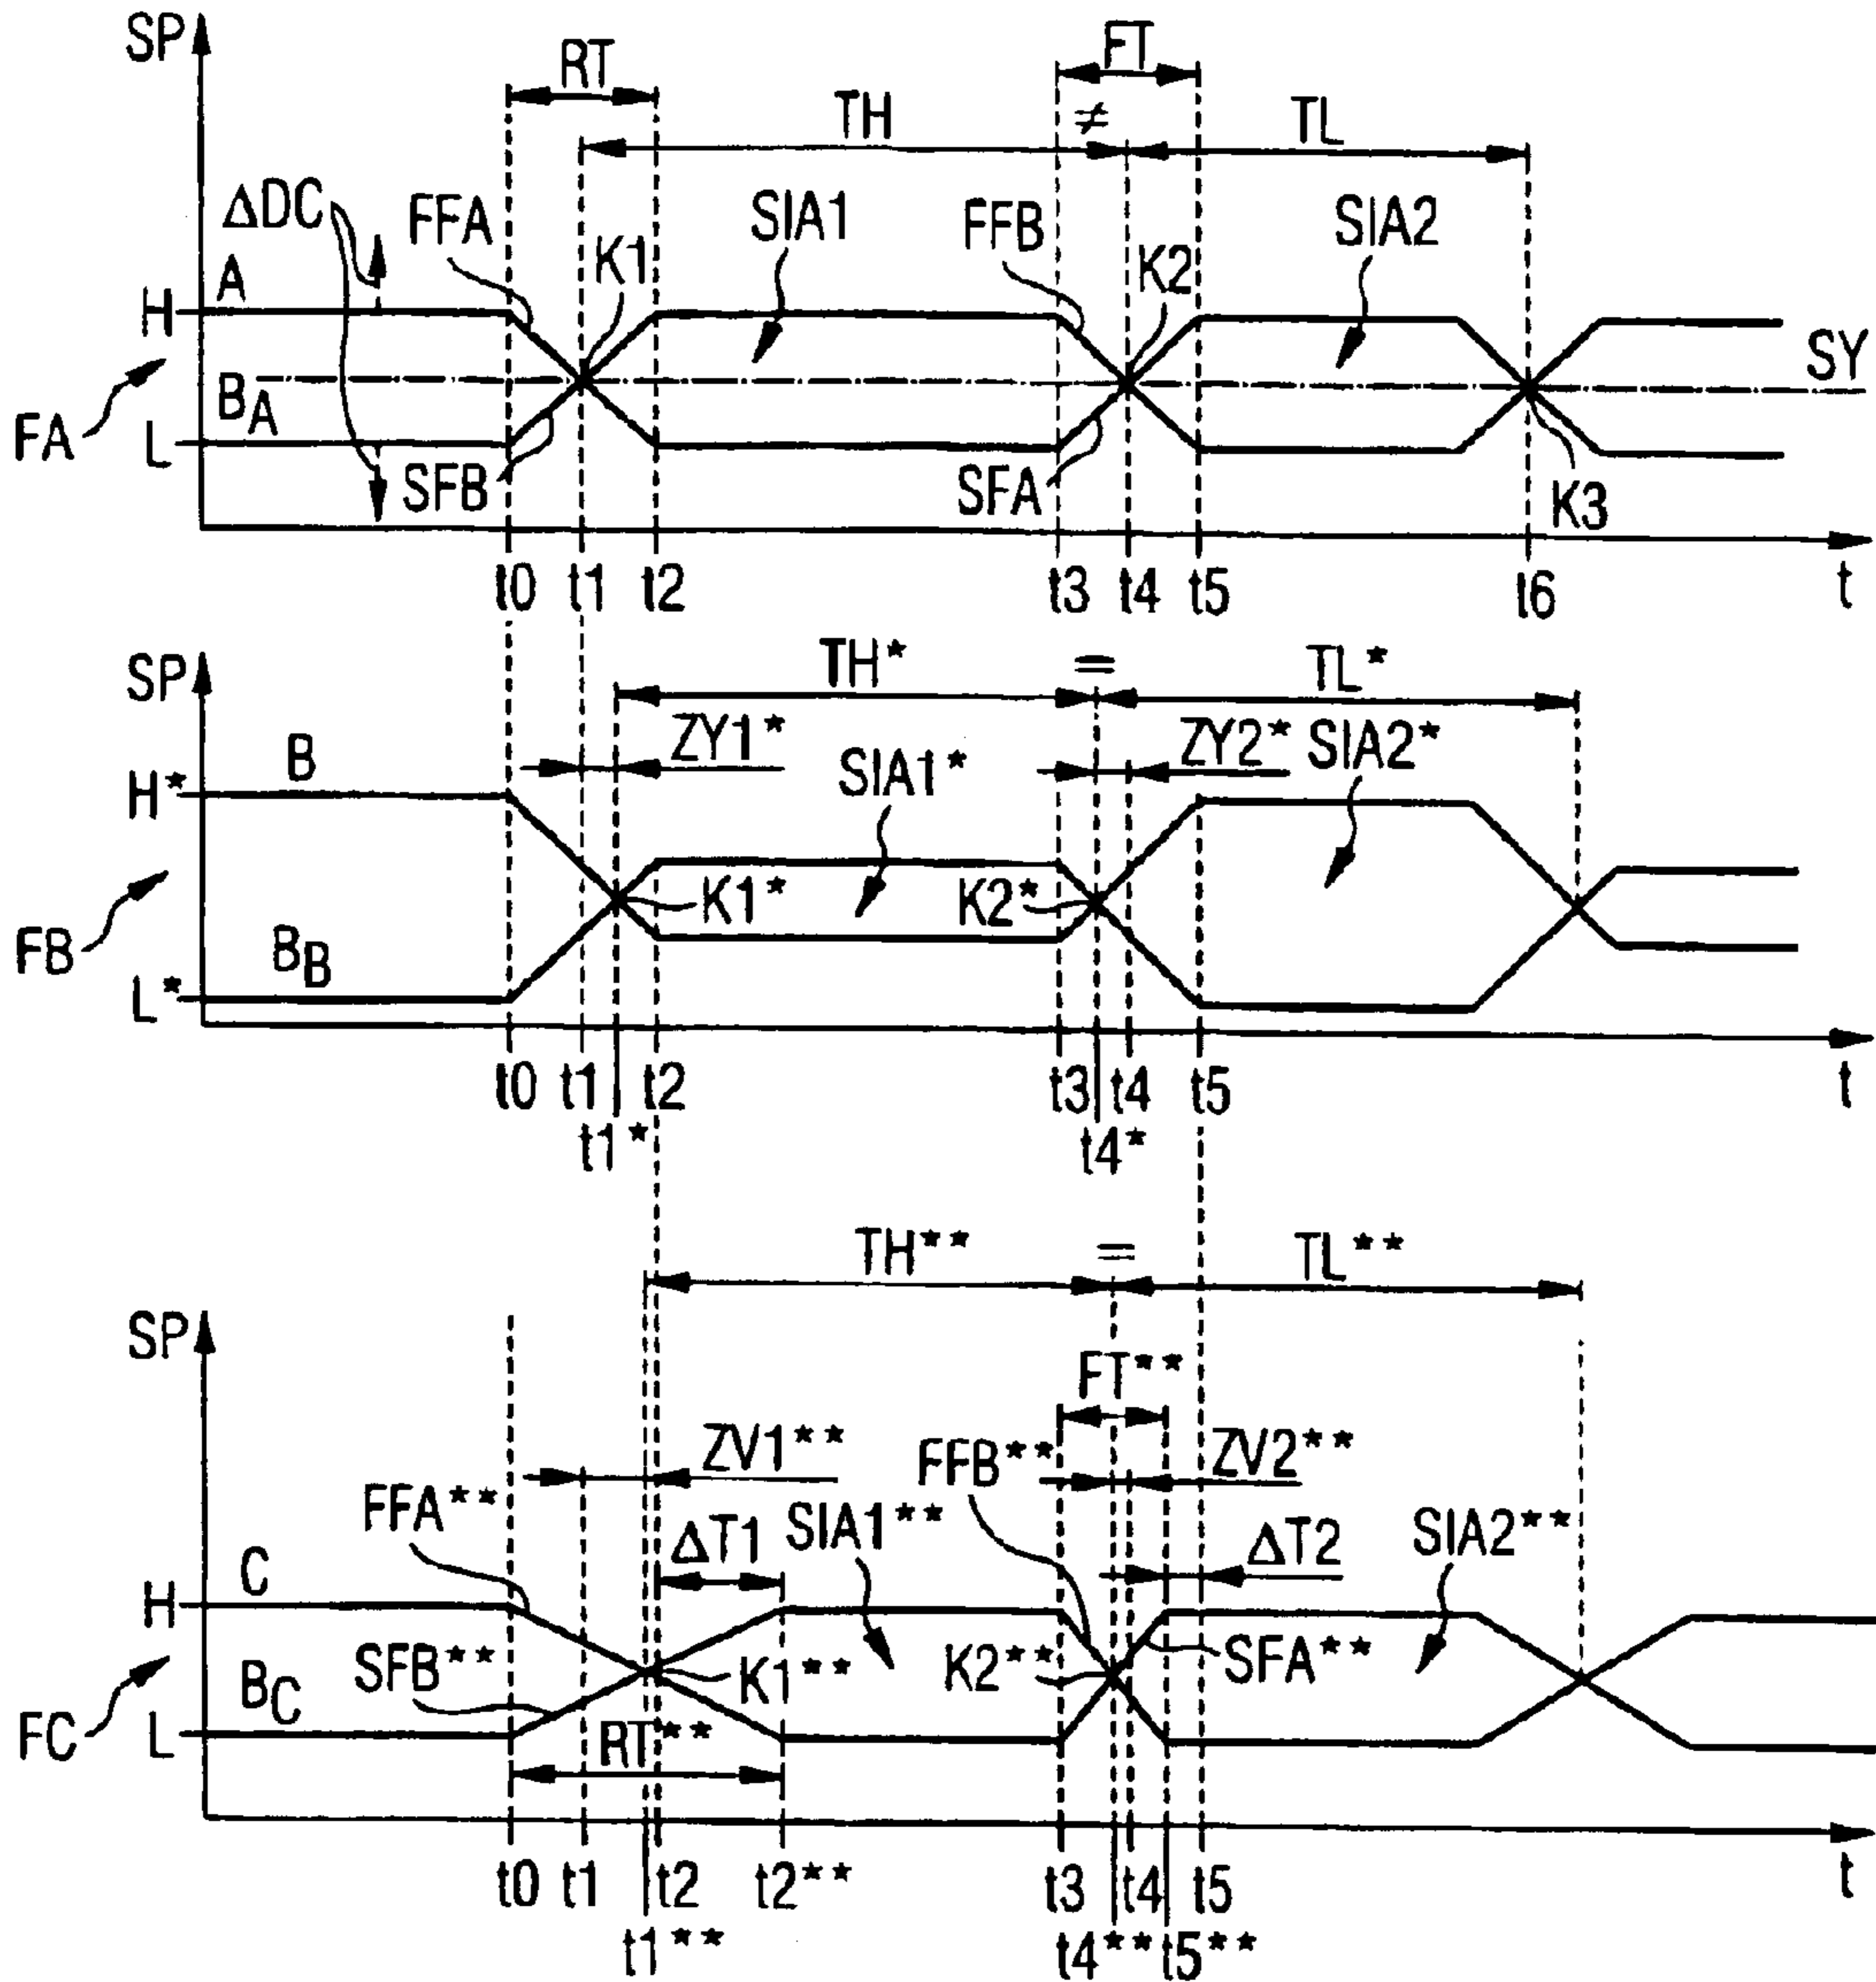 SP
RT
FT
TH
≠
TL
ΔDC
FFA
K1
SIA1
FFB
K2
SIA2
H
A
SY
FA
BA
L
SFB
SFA
K3
t0 t1 t2 t3 t4 t5 t6 t
SP
TH*
=
TL*
ZY1*
ZY2*
SIA2*
H*
B
SIA1*
K1*
K2*
FB
BB
L*
t0 t1 t2 t3 t4 t5 t
t1*
t4*
TH**
=
TL**
SP
FT**
ZV1**
FFB**
ZV2**
FFA**
ΔT1
SIA1**
ΔT2
SIA2**
H
C
SFB**
K1**
K2**
SFA**
FC
BC
L
RT**
t0 t1 t2 t2** t3 t4 t5 t
t1**
t4**
t5**